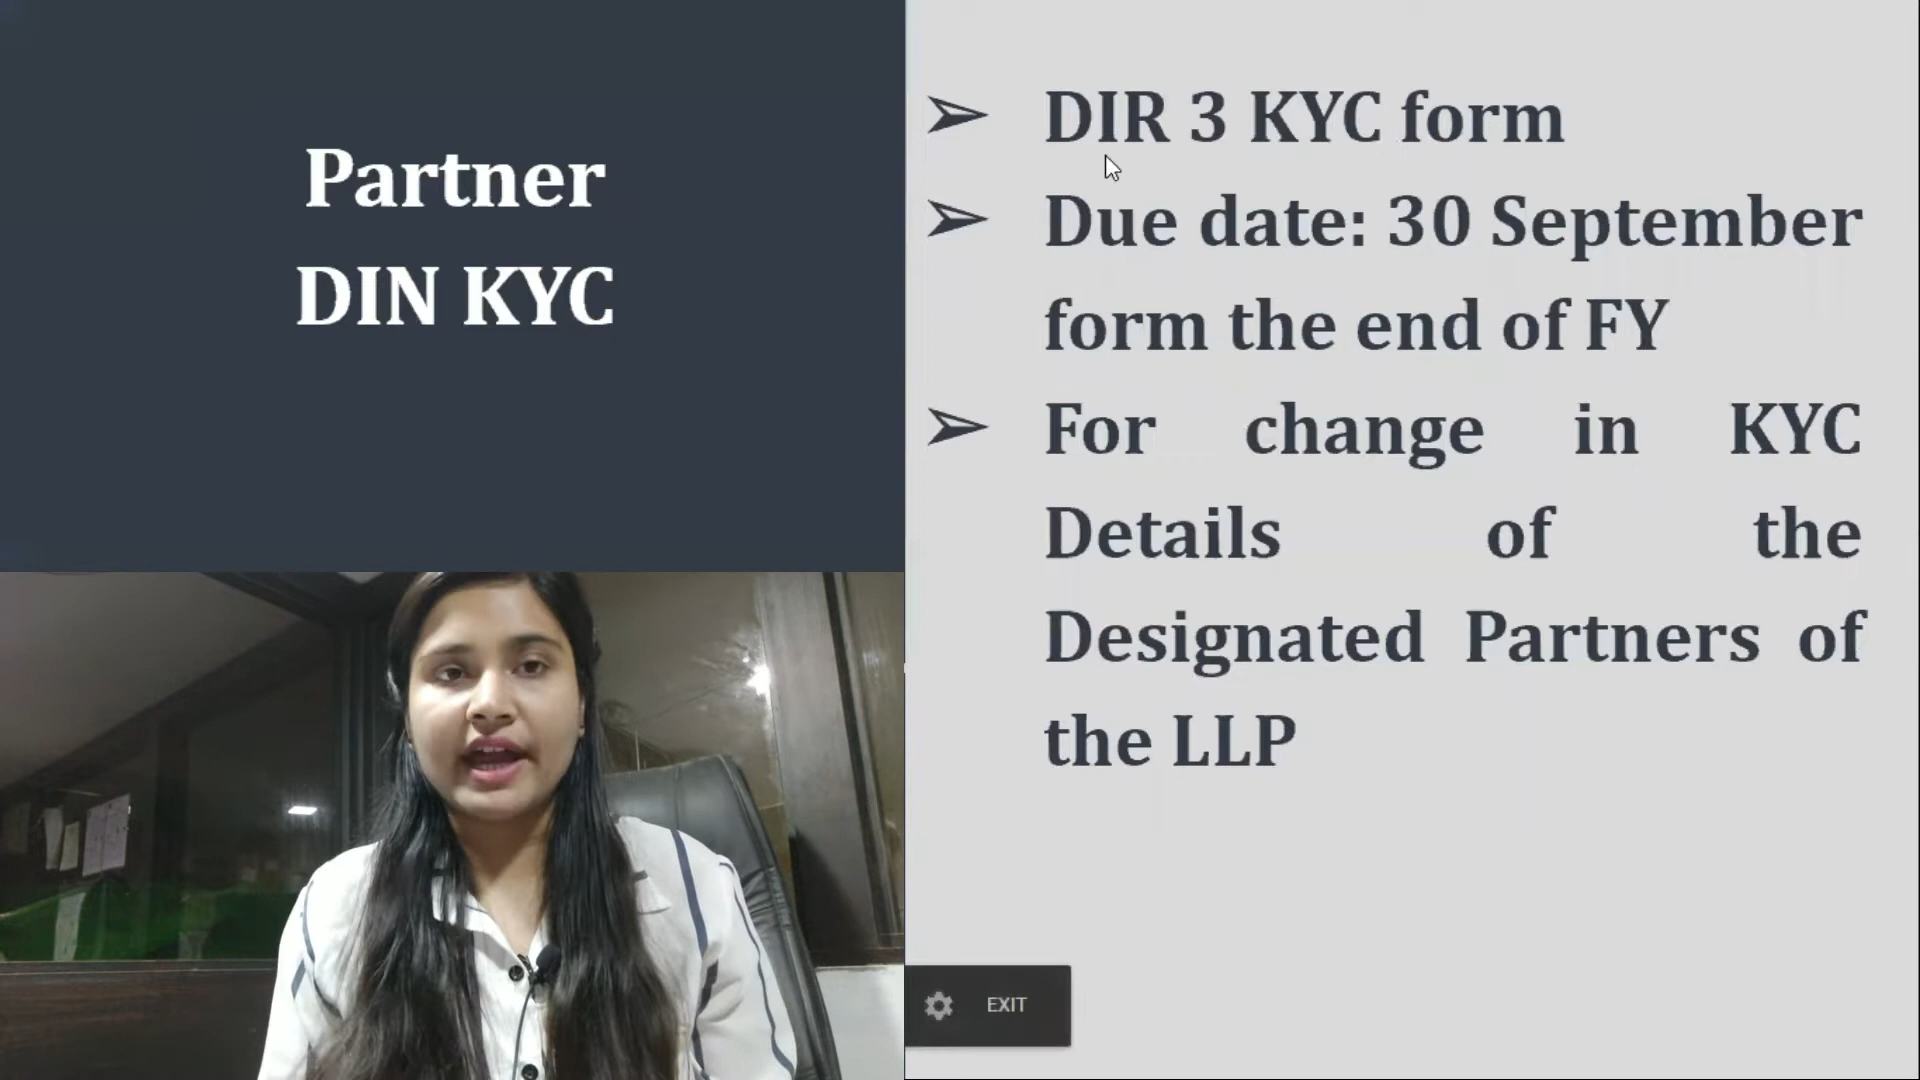 Partner
DIN KYC
➢ DIR 3 KYC form
➢ Due date: 30 September
form the end of FY
➢ For change in KYC
Details of the
Designated Partners of
the LLP
EXIT